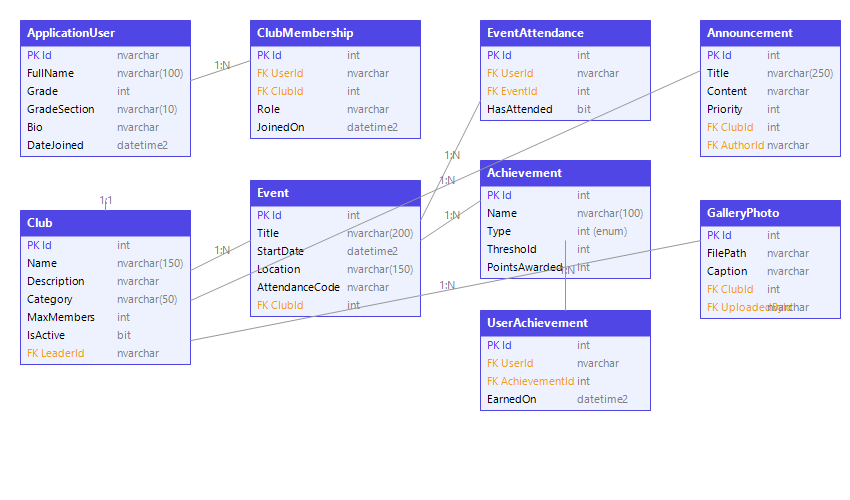 ApplicationUser
PK Id nvarchar
FullName nvarchar(100)
Grade int
GradeSection nvarchar(10)
Bio nvarchar
DateJoined datetime2
1:N
ClubMembership
PK Id int
FK UserId nvarchar
FK ClubId int
Role nvarchar
JoinedOn datetime2
EventAttendance
PK Id int
FK UserId nvarchar
FK EventId int
HasAttended bit
Announcement
PK Id int
Title nvarchar(250)
Content nvarchar
Priority int
FK ClubId int
FK AuthorId nvarchar
1:1
Club
PK Id int
Name nvarchar(150)
Description nvarchar
Category nvarchar(50)
MaxMembers int
IsActive bit
FK LeaderId nvarchar
1:N
Event
PK Id int
Title nvarchar(200)
StartDate datetime2
Location nvarchar(150)
AttendanceCode nvarchar
FK ClubId int
1:N
1:N
1:N
1:N
Achievement
PK Id int
Name nvarchar(100)
Type int (enum)
Threshold int
PointsAwarded int
1:N
UserAchievement
PK Id int
FK UserId nvarchar
FK AchievementId int
EarnedOn datetime2
GalleryPhoto
PK Id int
FilePath nvarchar
Caption nvarchar
FK ClubId int
FK UploadedById nvarchar